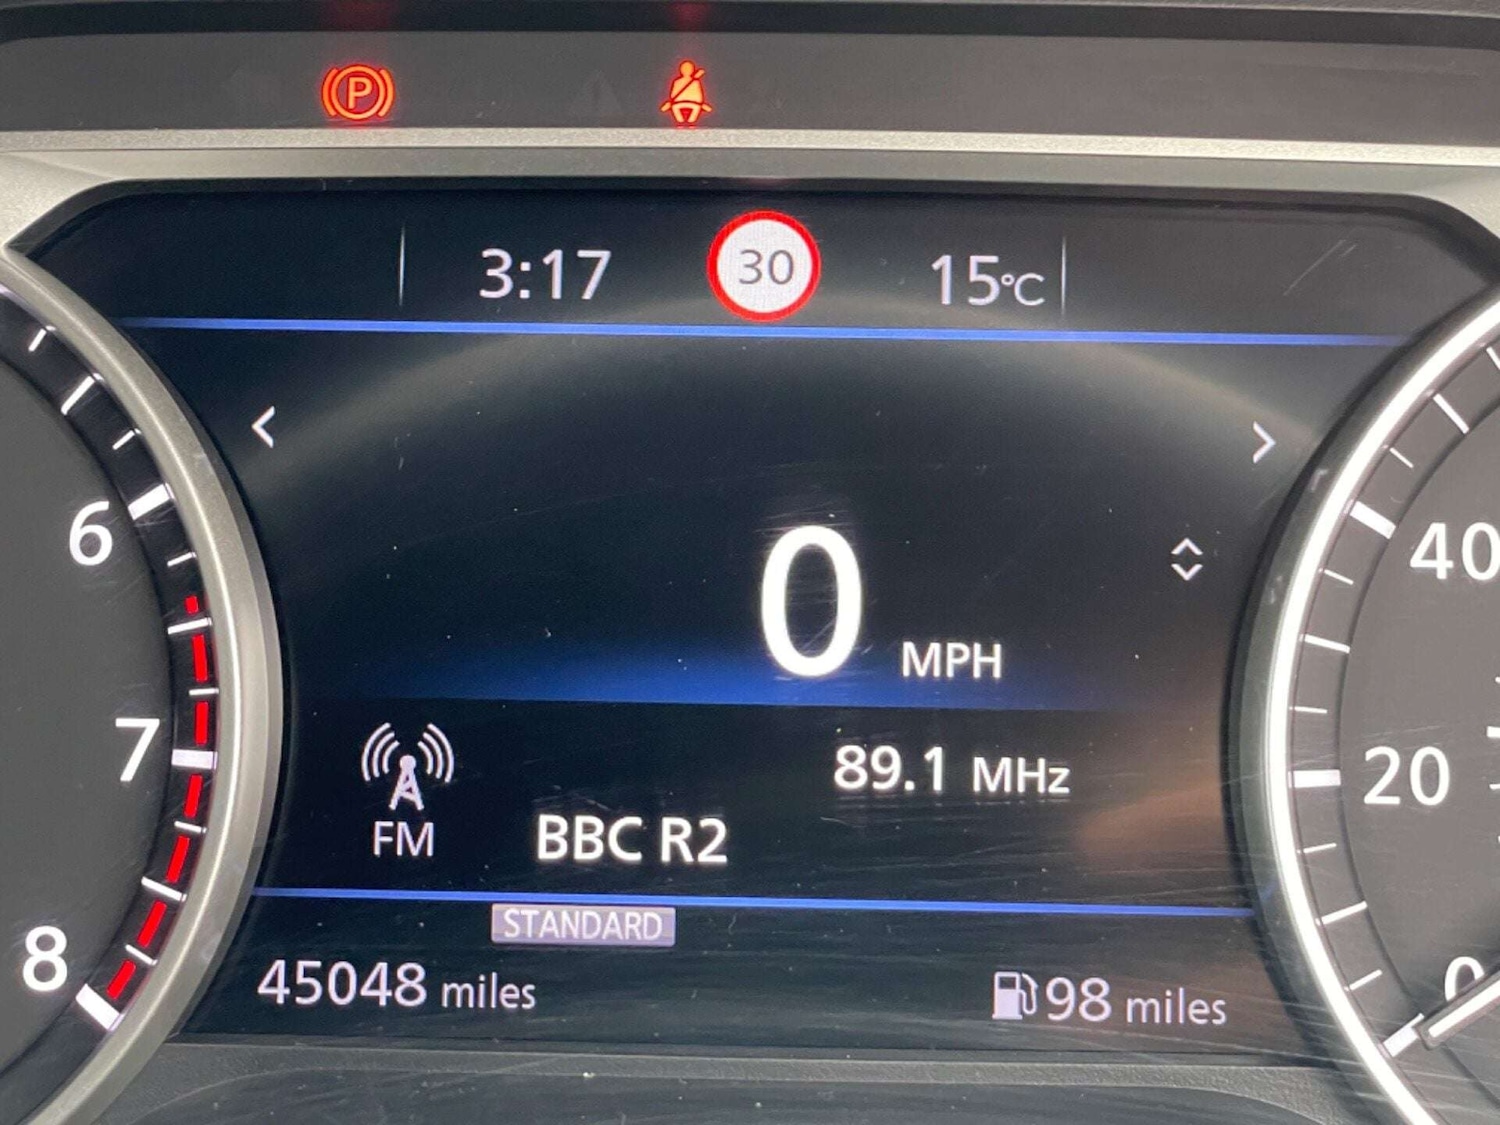 P
3:17 30 15°C
< >
0 MPH
89.1 MHz
FM BBC R2
STANDARD
45048 miles 98 miles
6
7
8
40
20
0